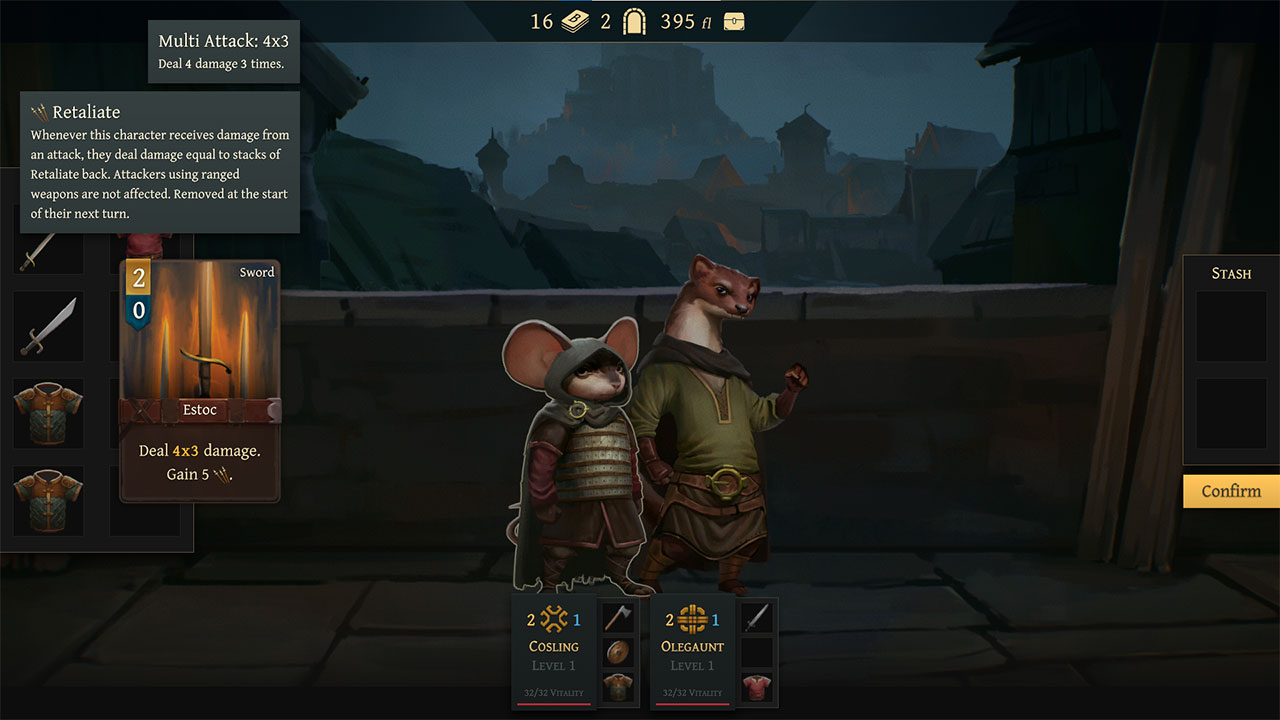 16 2 395 fl
Multi Attack: 4x3
Deal 4 damage 3 times.
Retaliate
Whenever this character receives damage from
an attack, they deal damage equal to stacks of
Retaliate back. Attackers using ranged
weapons are not affected. Removed at the start
of their next turn.
2
Sword
0
Estoc
Deal 4x3 damage.
Gain 5 .
Stash
Confirm
2 1
Cosling
Level 1
32/32 Vitality
2 1
Olegaunt
Level 1
32/32 Vitality